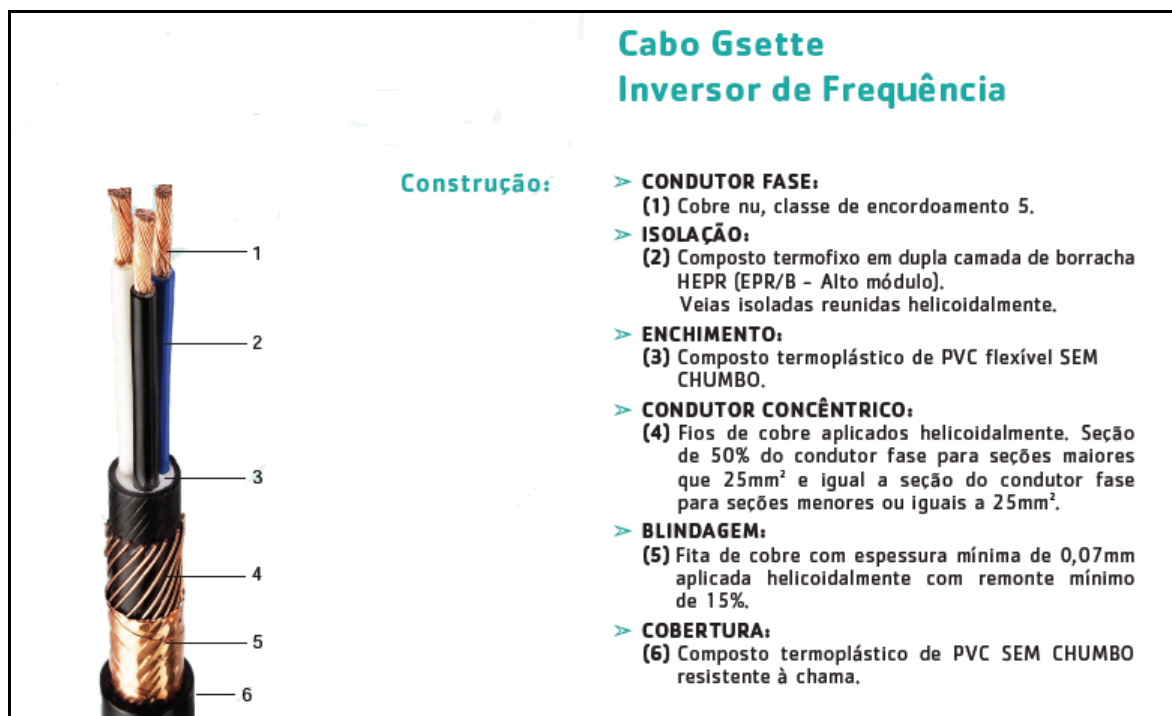 Cabo Gsette
Inversor de Frequência
Construção:
➢ CONDUTOR FASE:
(1) Cobre nu, classe de encordoamento 5.
➢ ISOLAÇÃO:
(2) Composto termofixo em dupla camada de borracha
HEPR (EPR/B - Alto módulo).
Veias isoladas reunidas helicoidalmente.
➢ ENCHIMENTO:
(3) Composto termoplástico de PVC flexível SEM
CHUMBO.
➢ CONDUTOR CONCÊNTRICO:
(4) Fios de cobre aplicados helicoidalmente. Seção
de 50% do condutor fase para seções maiores
que 25mm² e igual a seção do condutor fase
para seções menores ou iguais a 25mm².
➢ BLINDAGEM:
(5) Fita de cobre com espessura mínima de 0,07mm
aplicada helicoidalmente com remonte mínimo
de 15%.
➢ COBERTURA:
(6) Composto termoplástico de PVC SEM CHUMBO
resistente à chama.
1
2
3
4
5
6